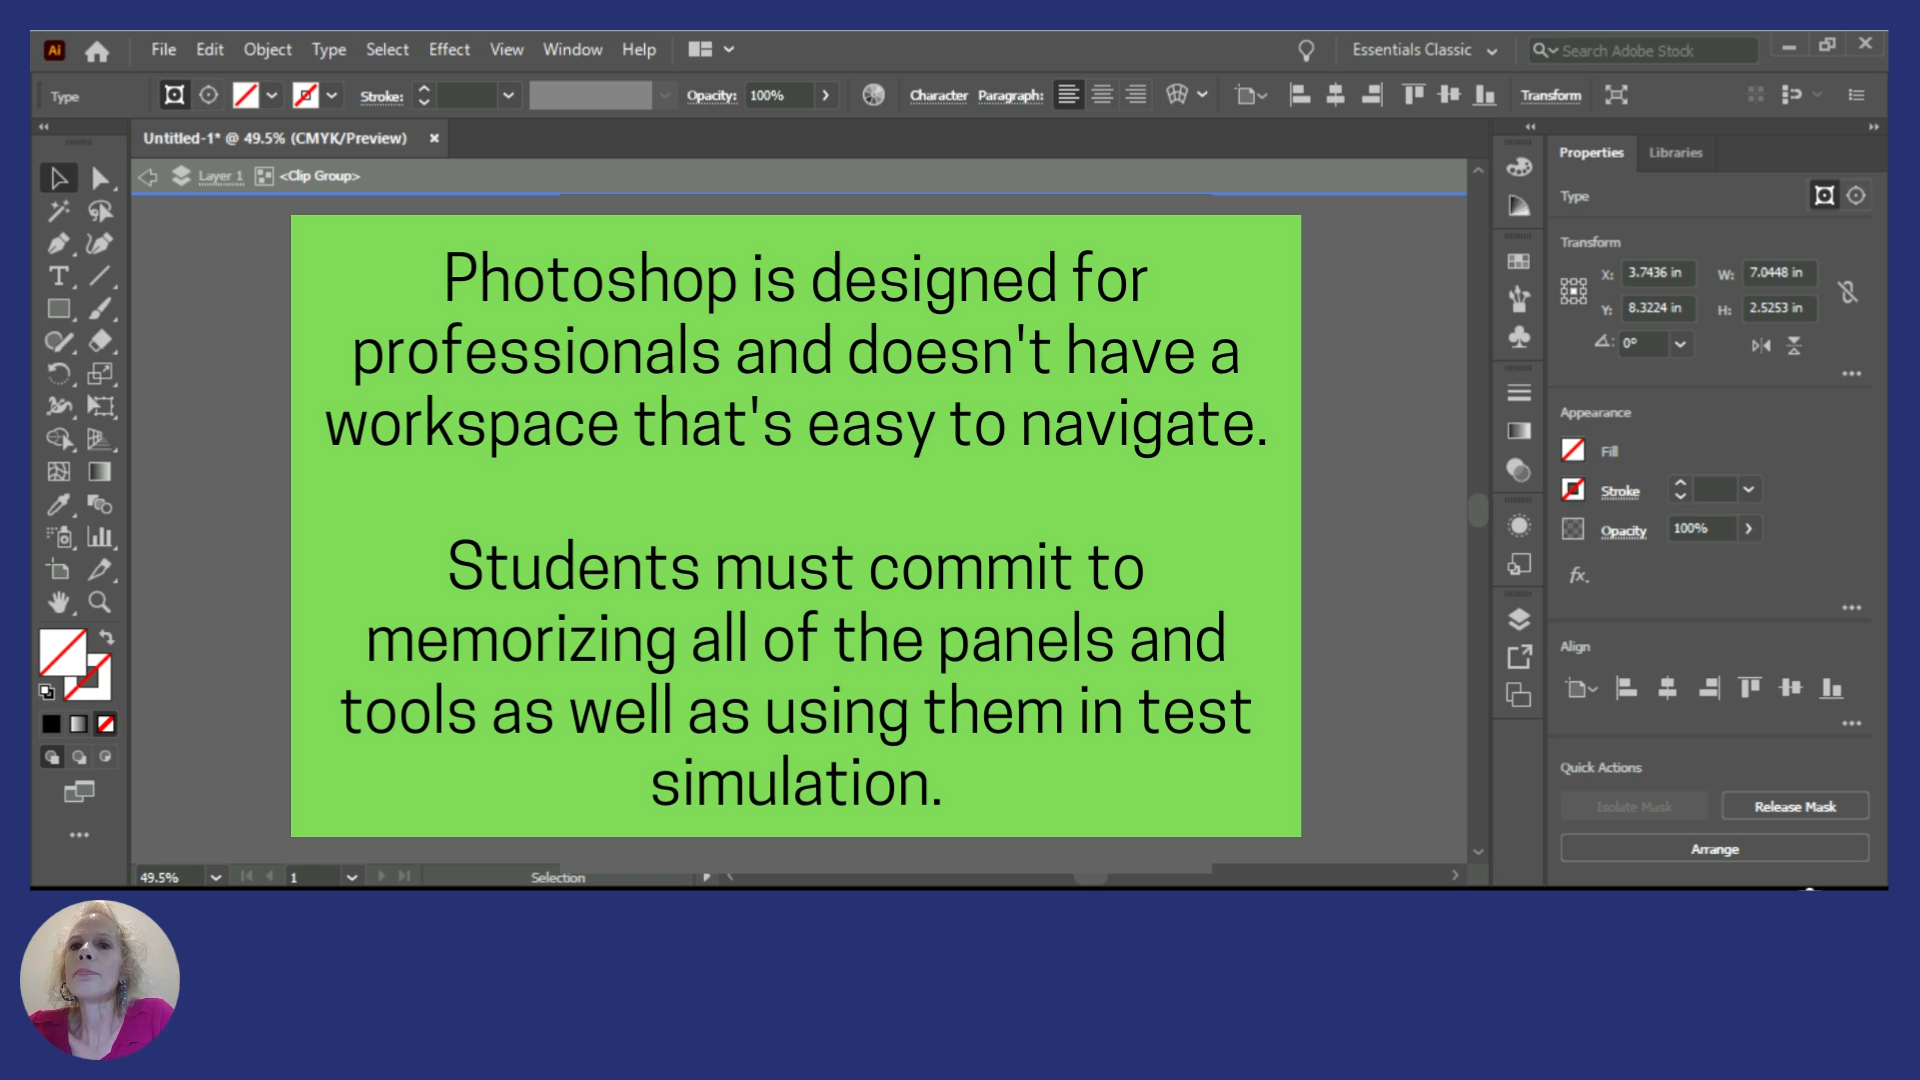 Ai File Edit Object Type Select Effect View Window Help Essentials Classic Search Adobe Stock
Type Stroke: Opacity: 100% Character Paragraph: Transform
Untitled-1* @ 49.5% (CMYK/Preview) ×
Layer 1 <Clip Group>
Properties Libraries
Type
Transform
X: 3.7436 in W: 7.0448 in
Y: 8.3224 in H: 2.5253 in
0°
Appearance
Fill
Stroke
Opacity 100%
fx.
Align
Quick Actions
Isolate Mask Release Mask
Arrange
Photoshop is designed for
professionals and doesn't have a
workspace that's easy to navigate.
Students must commit to
memorizing all of the panels and
tools as well as using them in test
simulation.
49.5% 1 Selection